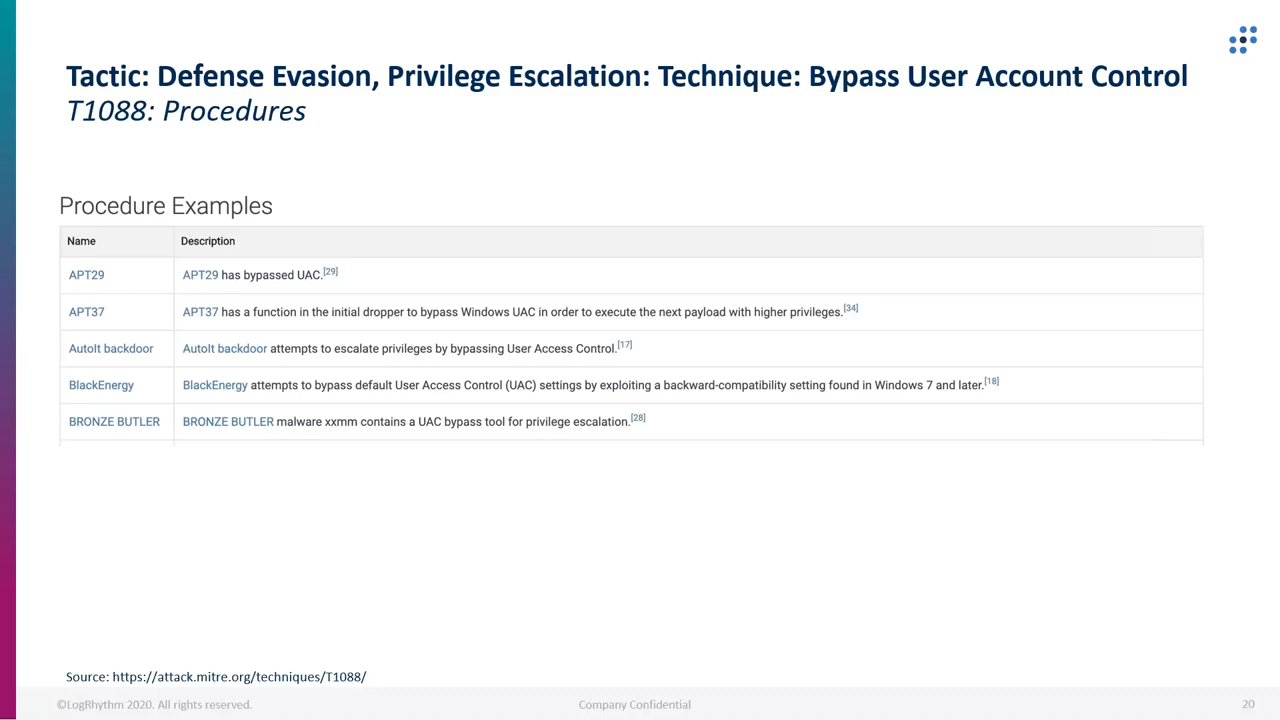 Tactic: Defense Evasion, Privilege Escalation: Technique: Bypass User Account Control
T1088: Procedures
Procedure Examples
Name Description
APT29 APT29 has bypassed UAC.[29]
APT37 APT37 has a function in the initial dropper to bypass Windows UAC in order to execute the next payload with higher privileges.[34]
AutoIt backdoor AutoIt backdoor attempts to escalate privileges by bypassing User Access Control.[17]
BlackEnergy BlackEnergy attempts to bypass default User Access Control (UAC) settings by exploiting a backward-compatibility setting found in Windows 7 and later.[18]
BRONZE BUTLER BRONZE BUTLER malware xxmm contains a UAC bypass tool for privilege escalation.[28]
Source: https://attack.mitre.org/techniques/T1088/
©LogRhythm 2020. All rights reserved. Company Confidential 20